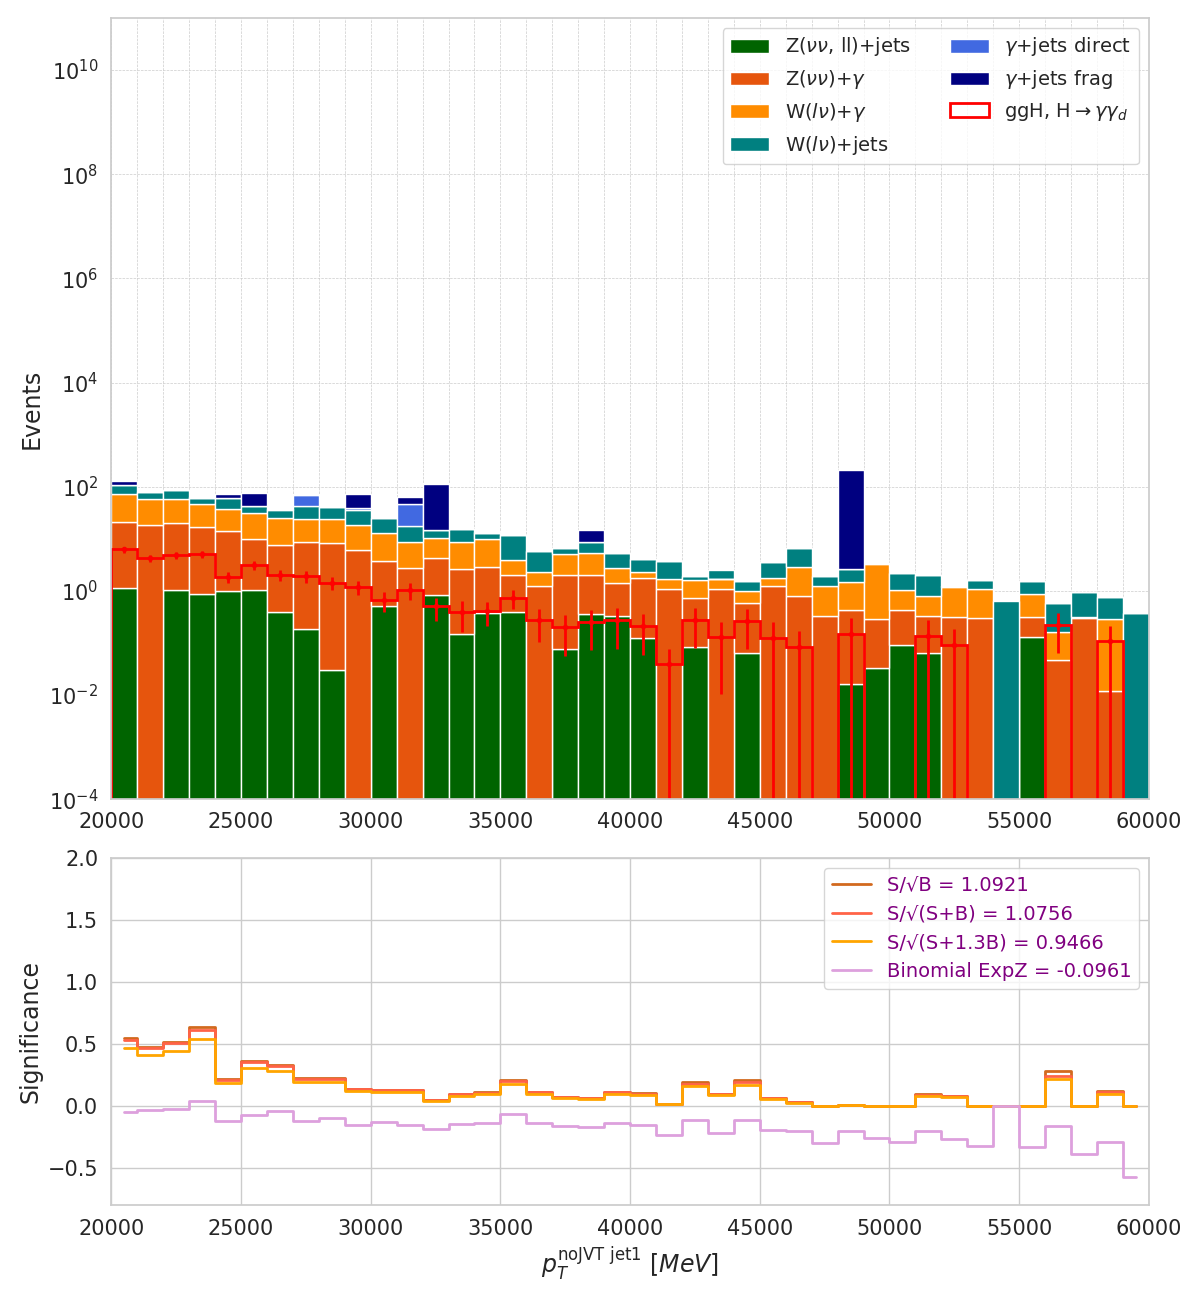 Z(νν, ll)+jets
Z(νν)+γ
W(lν)+γ
W(lν)+jets
γ+jets direct
γ+jets frag
ggH, H→γγ_d
Events
10^10
10^8
10^6
10^4
10^2
10^0
10^−2
10^−4
20000 25000 30000 35000 40000 45000 50000 55000 60000
S/√B = 1.0921
S/√(S+B) = 1.0756
S/√(S+1.3B) = 0.9466
Binomial ExpZ = -0.0961
Significance
2.0
1.5
1.0
0.5
0.0
−0.5
20000 25000 30000 35000 40000 45000 50000 55000 60000
p_T^noJVT jet1 [MeV]